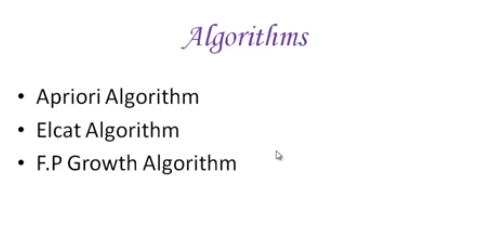 Algorithms
• Apriori Algorithm
• Elcat Algorithm
• F.P Growth Algorithm